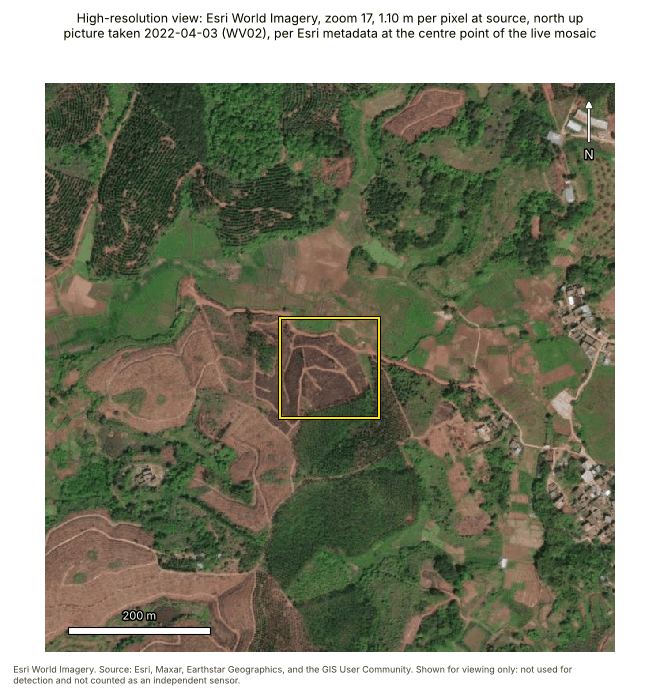 High-resolution view: Esri World Imagery, zoom 17, 1.10 m per pixel at source, north up
picture taken 2022-04-03 (WV02), per Esri metadata at the centre point of the live mosaic
N
200 m
Esri World Imagery. Source: Esri, Maxar, Earthstar Geographics, and the GIS User Community. Shown for viewing only: not used for
detection and not counted as an independent sensor.